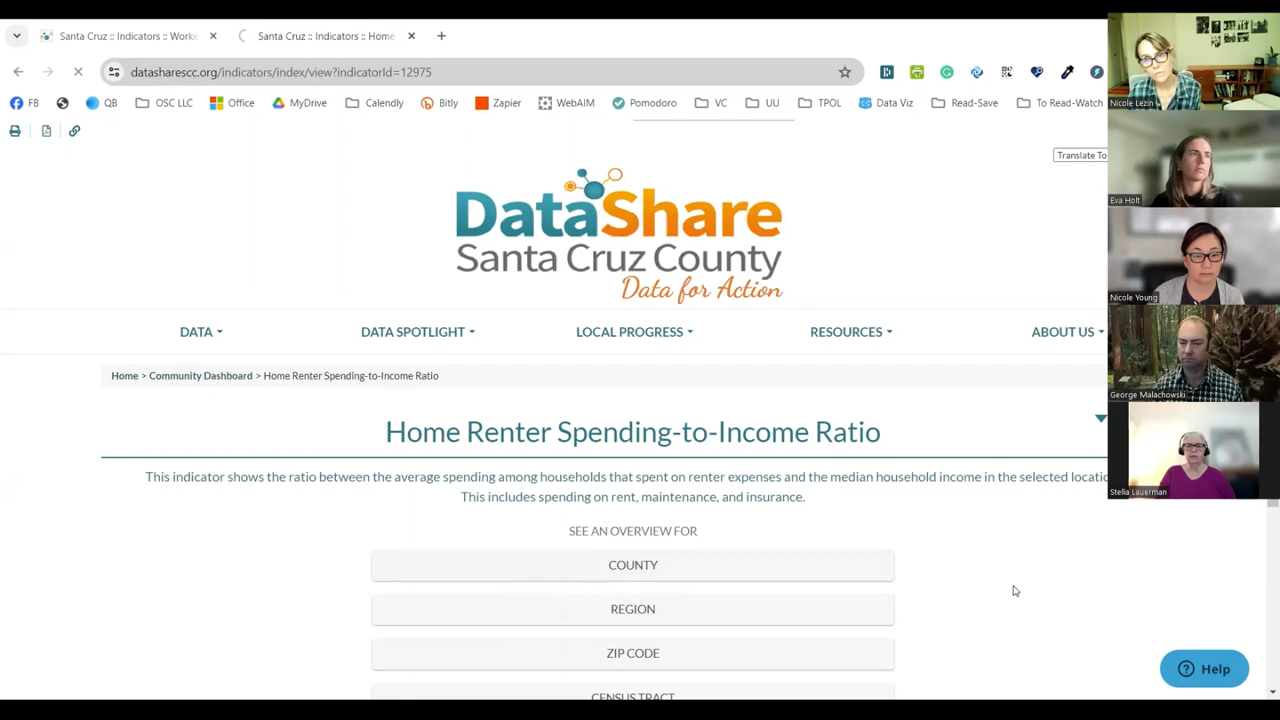 Santa Cruz :: Indicators :: Worke
Santa Cruz :: Indicators :: Home
datasharescc.org/indicators/index/view?indicatorId=12975
FB
QB
OSC LLC
Office
MyDrive
Calendly
Bitly
Zapier
WebAIM
Pomodoro
VC
UU
TPOL
Data Viz
Read-Save
To Read-Watch
Translate To
DataShare
Santa Cruz County
Data for Action
DATA
DATA SPOTLIGHT
LOCAL PROGRESS
RESOURCES
ABOUT US
Home > Community Dashboard > Home Renter Spending-to-Income Ratio
Home Renter Spending-to-Income Ratio
This indicator shows the ratio between the average spending among households that spent on renter expenses and the median household income in the selected locatio
This includes spending on rent, maintenance, and insurance.
SEE AN OVERVIEW FOR
COUNTY
REGION
ZIP CODE
CENSUS TRACT
Help
Nicole Lezin
Eva Holt
Nicole Young
George Malachowski
Stella Lauerman